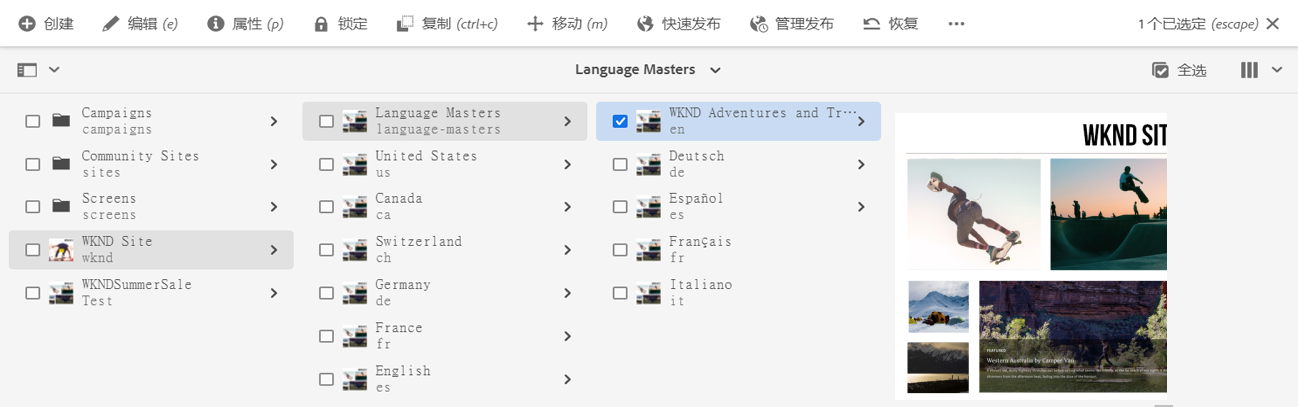 创建 编辑 (e) 属性 (p) 锁定 复制 (ctrl+c) 移动 (m) 快速发布 管理发布 恢复 ••• 1 个已选定 (escape)
Language Masters 全选
Campaigns
campaigns
Community Sites
sites
Screens
screens
WKND Site
wknd
WKNDSummerSale
Test
Language Masters
language-masters
United States
us
Canada
ca
Switzerland
ch
Germany
de
France
fr
English
es
WKND Adventures and Tr…
en
Deutsch
de
Español
es
Français
fr
Italiano
it
WKND SIT
FEATURED
Western Australia by Camper Van